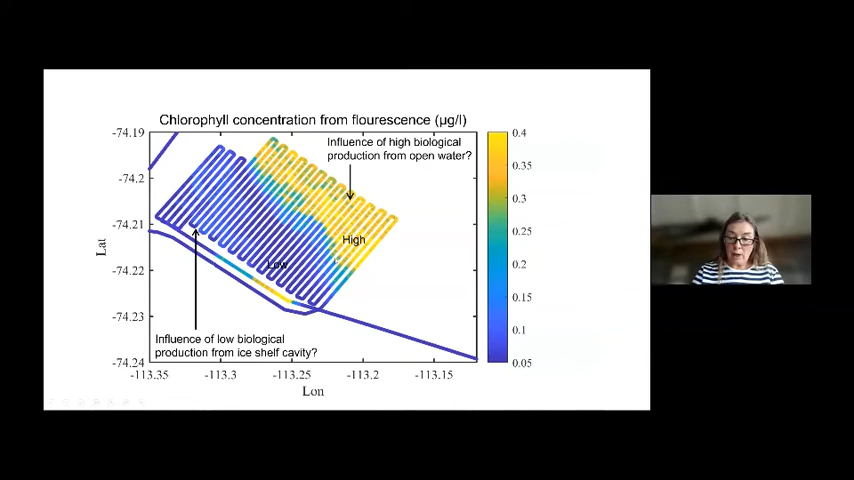 Chlorophyll concentration from flourescence (μg/l)
-74.19
-74.2
-74.21
-74.22
-74.23
-74.24
Lat
Influence of high biological
production from open water?
High
Low
Influence of low biological
production from ice shelf cavity?
-113.35
-113.3
-113.25
-113.2
-113.15
Lon
0.4
0.35
0.3
0.25
0.2
0.15
0.1
0.05